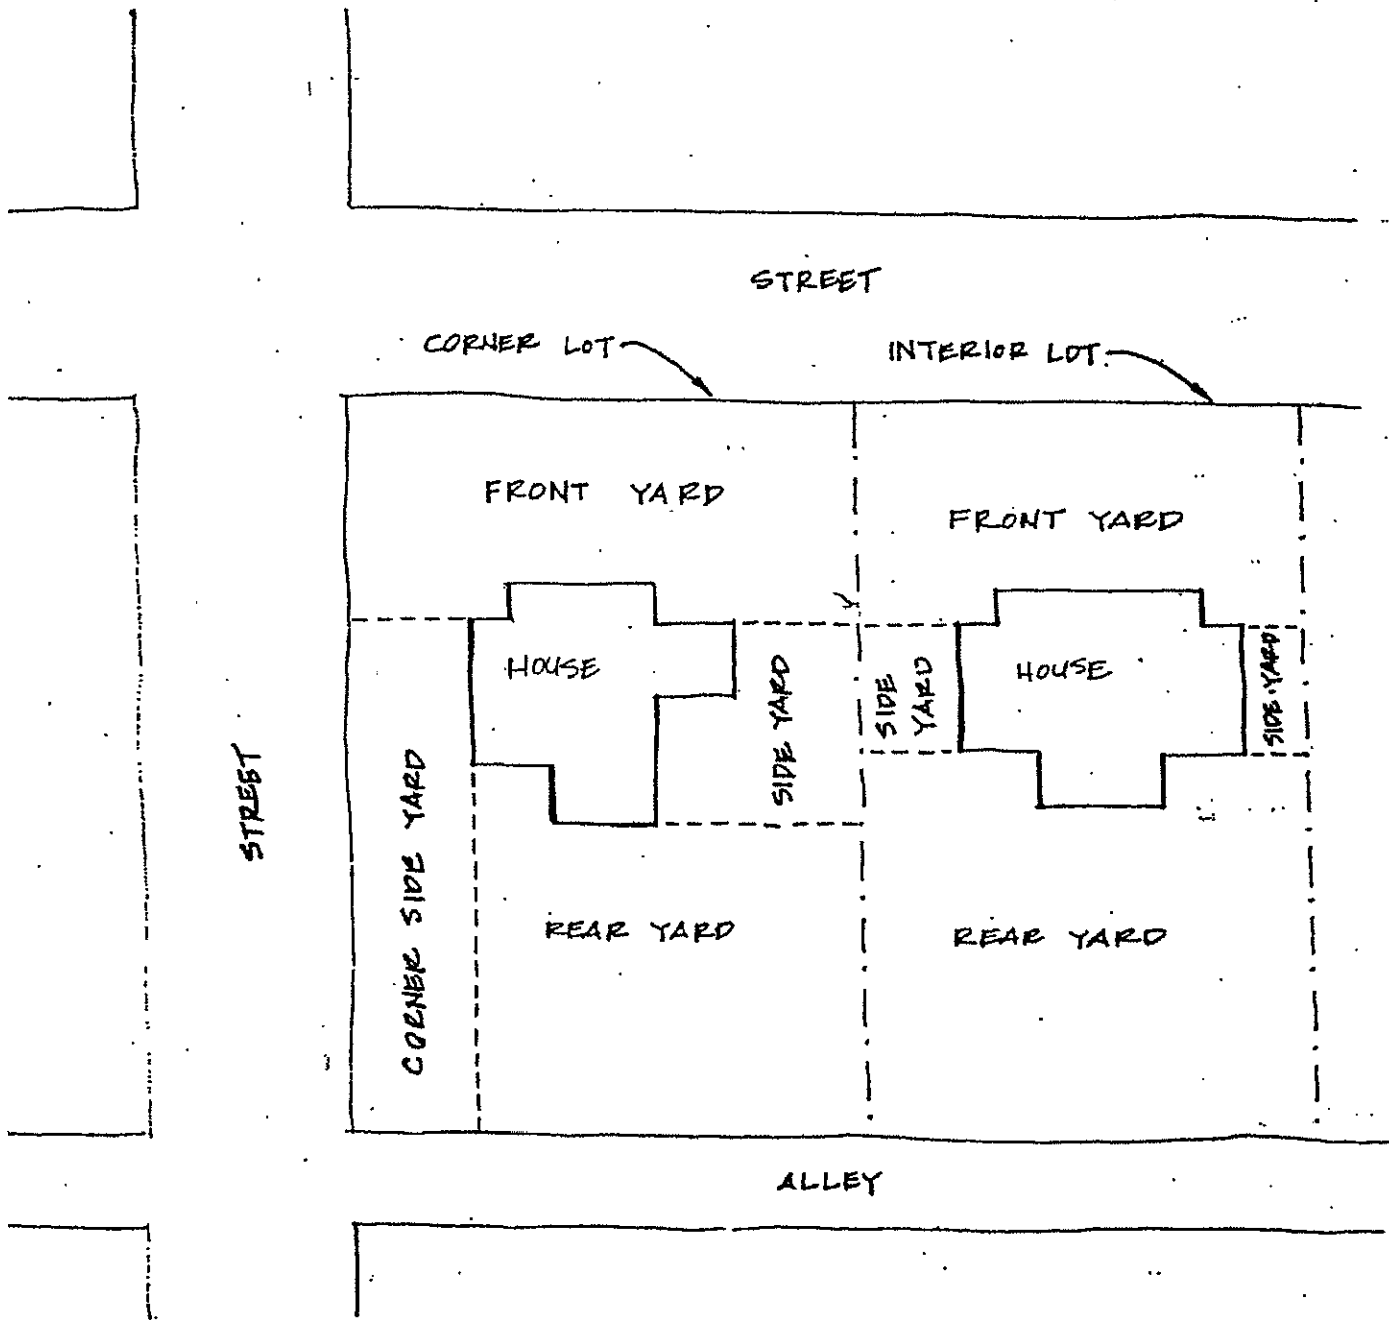 STREET
CORNER LOT
INTERIOR LOT.
FRONT YARD
FRONT YARD
HOUSE
SIDE YARD
SIDE
YARD
HOUSE
SIDE YARD
STREET
CORNER SIDE YARD
REAR YARD
REAR YARD
ALLEY